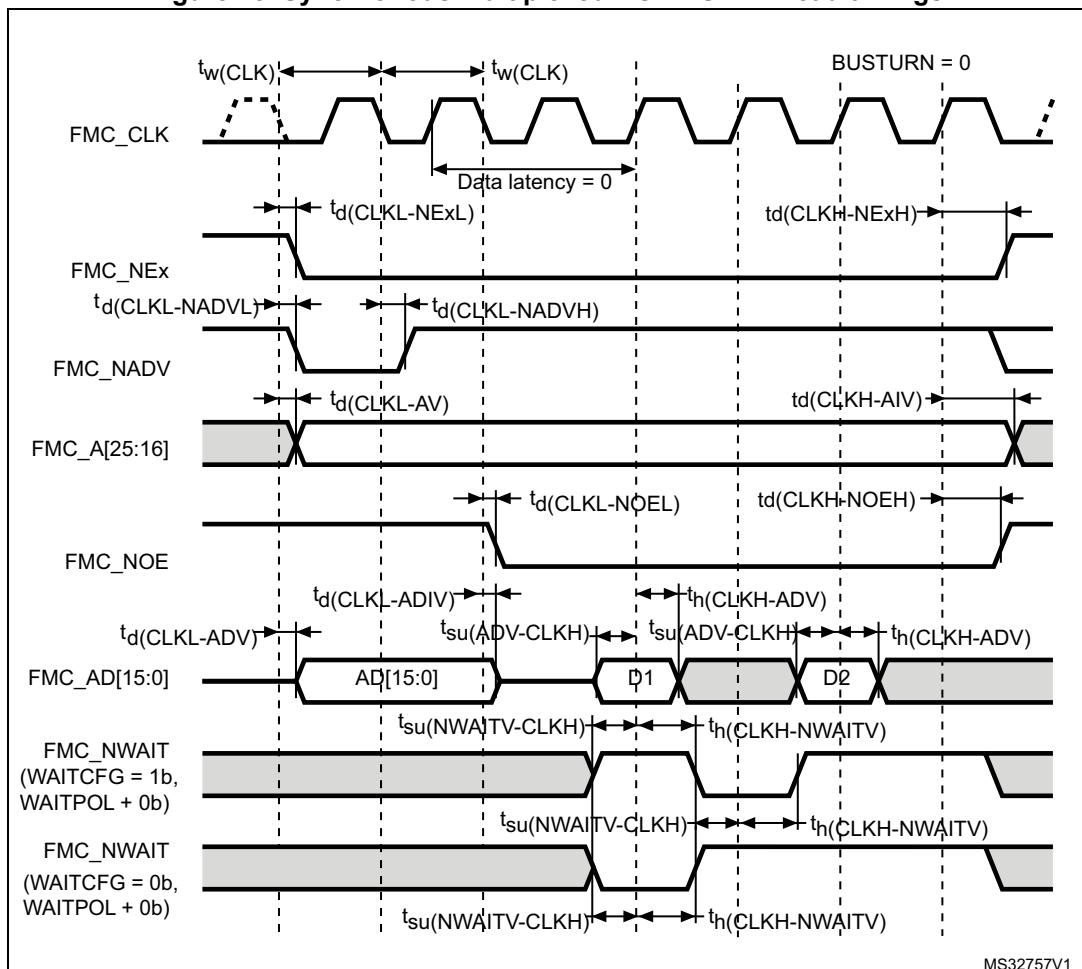 tw(CLK)
tw(CLK)
BUSTURN = 0
FMC_CLK
Data latency = 0
td(CLKL-NExL)
td(CLKH-NExH)
FMC_NEx
td(CLKL-NADVL)
td(CLKL-NADVH)
FMC_NADV
td(CLKL-AV)
td(CLKH-AIV)
FMC_A[25:16]
td(CLKL-NOEL)
td(CLKH-NOEH)
FMC_NOE
td(CLKL-ADIV)
th(CLKH-ADV)
td(CLKL-ADV)
tsu(ADV-CLKH)
tsu(ADV-CLKH)
th(CLKH-ADV)
FMC_AD[15:0]
AD[15:0]
D1
D2
tsu(NWAITV-CLKH)
th(CLKH-NWAITV)
FMC_NWAIT
(WAITCFG = 1b,
WAITPOL + 0b)
tsu(NWAITV-CLKH)
th(CLKH-NWAITV)
FMC_NWAIT
(WAITCFG = 0b,
WAITPOL + 0b)
tsu(NWAITV-CLKH)
th(CLKH-NWAITV)
MS32757V1